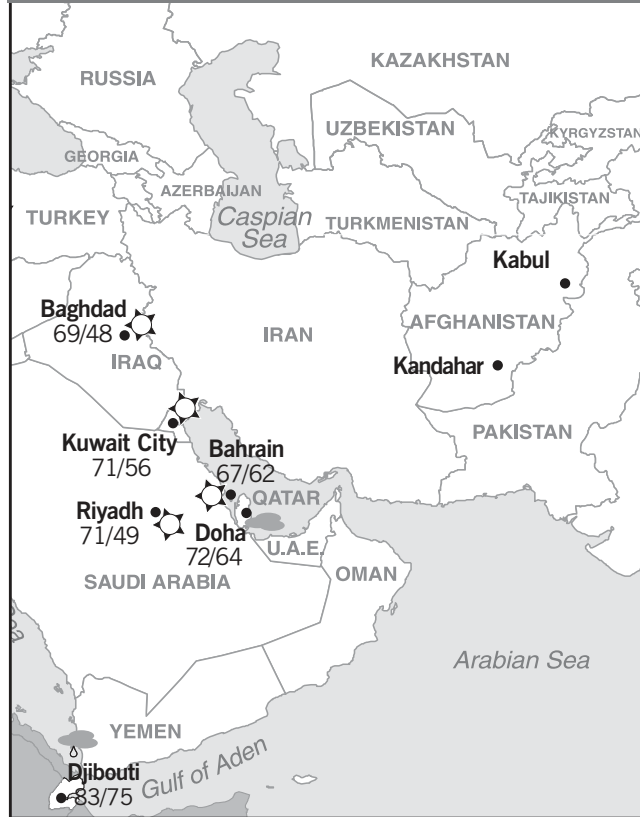 KAZAKHSTAN
RUSSIA
UZBEKISTAN
KYRGYZSTAN
GEORGIA
AZERBAIJAN
TAJIKISTAN
TURKEY
Caspian
Sea
TURKMENISTAN
Kabul
Baghdad
69/48
IRAN
AFGHANISTAN
IRAQ
Kandahar
Kuwait City
71/56
PAKISTAN
Bahrain
67/62
QATAR
Riyadh
71/49
Doha
72/64
U.A.E.
SAUDI ARABIA
OMAN
Arabian Sea
YEMEN
Gulf of Aden
Djibouti
83/75